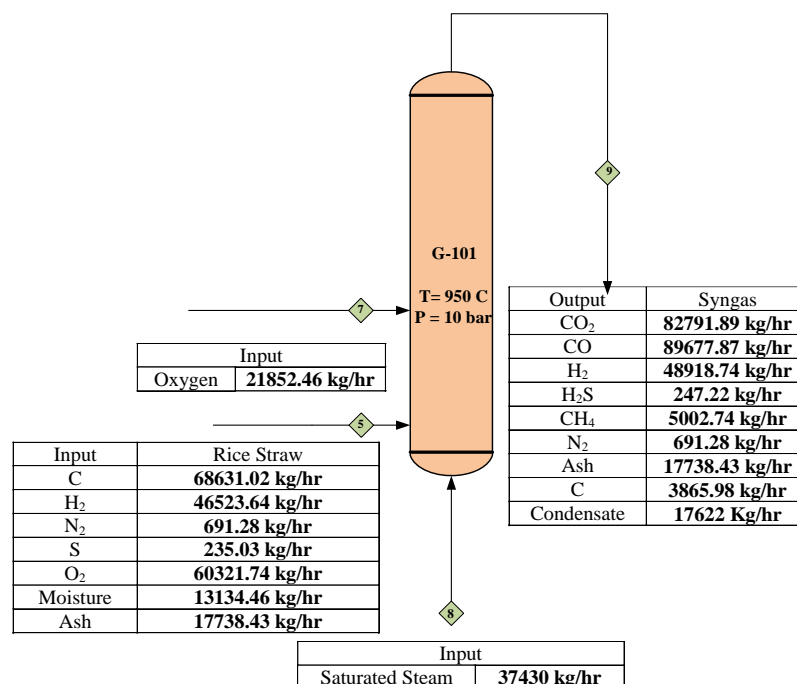 9
G-101
T= 950 C
P = 10 bar
7
Input
Oxygen 21852.46 kg/hr
5
Input Rice Straw
C 68631.02 kg/hr
H₂ 46523.64 kg/hr
N₂ 691.28 kg/hr
S 235.03 kg/hr
O₂ 60321.74 kg/hr
Moisture 13134.46 kg/hr
Ash 17738.43 kg/hr
Output Syngas
CO₂ 82791.89 kg/hr
CO 89677.87 kg/hr
H₂ 48918.74 kg/hr
H₂S 247.22 kg/hr
CH₄ 5002.74 kg/hr
N₂ 691.28 kg/hr
Ash 17738.43 kg/hr
C 3865.98 kg/hr
Condensate 17622 Kg/hr
8
Input
Saturated Steam 37430 kg/hr